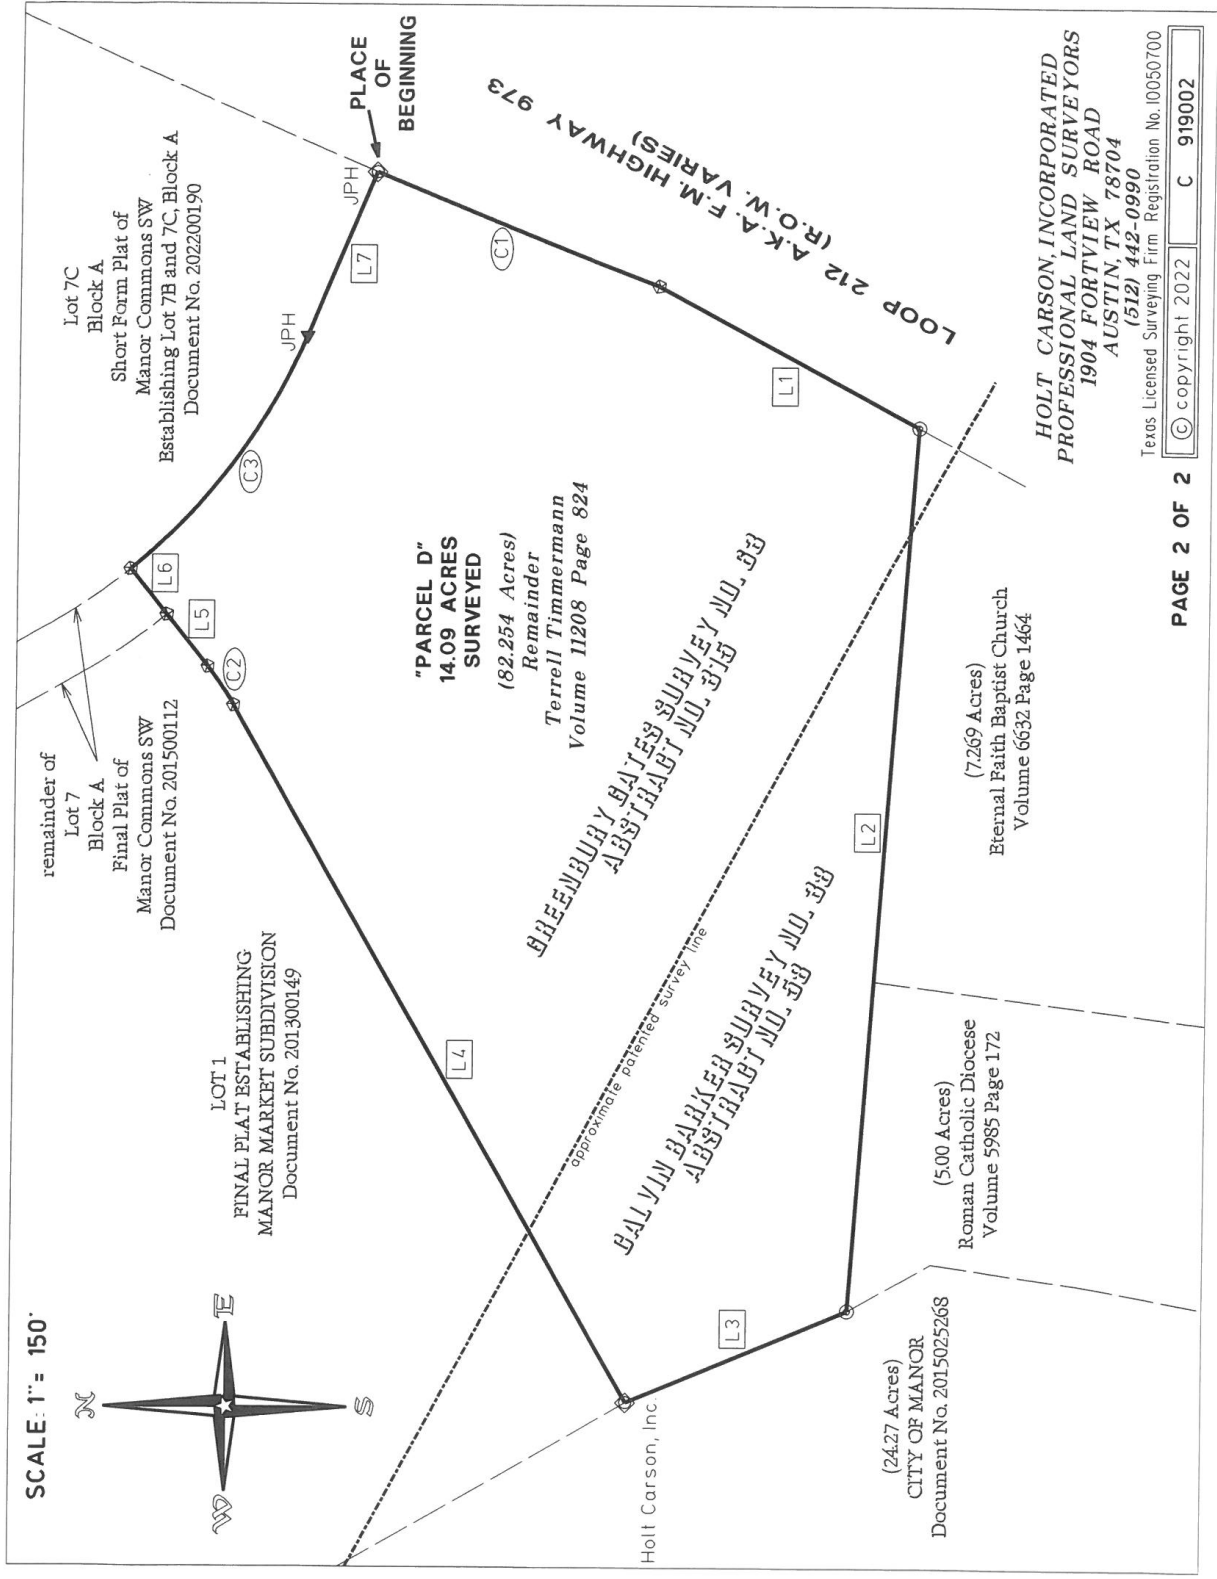 SCALE: 1" = 150'
N
W
E
S
remainder of
Lot 7
Block A
Final Plat of
Manor Commons SW
Document No. 201500112
Lot 7C
Block A
Short Form Plat of
Manor Commons SW
Establishing Lot 7B and 7C, Block A
Document No. 202200190
LOT 1
FINAL PLAT ESTABLISHING
MANOR MARKET SUBDIVISION
Document No. 201300149
L6
L5
C2
C3
JPH
L7
JPH
PLACE
OF
BEGINNING
C1
L4
"PARCEL D"
14.09 ACRES
SURVEYED
(82.254 Acres)
Remainder
Terrell Timmermann
Volume 11208 Page 824
LOOP 212 A.K.A. F.M. HIGHWAY 973
(R.O.W. VARIES)
GREENBURY GATES SURVEY NO. 63
ABSTRACT NO. 315
approximate patented survey line
CALVIN BARKER SURVEY NO. 38
ABSTRACT NO. 58
L1
L2
L3
Holt Carson, Inc.
(24.27 Acres)
CITY OF MANOR
Document No. 2015025268
(5.00 Acres)
Roman Catholic Diocese
Volume 5985 Page 172
(7.269 Acres)
Eternal Faith Baptist Church
Volume 6632 Page 1464
HOLT CARSON, INCORPORATED
PROFESSIONAL LAND SURVEYORS
1904 FORTVIEW ROAD
AUSTIN, TX 78704
(512) 442-0990
Texas Licensed Surveying Firm Registration No. 10050700
PAGE 2 OF 2
© copyright 2022
C 919002